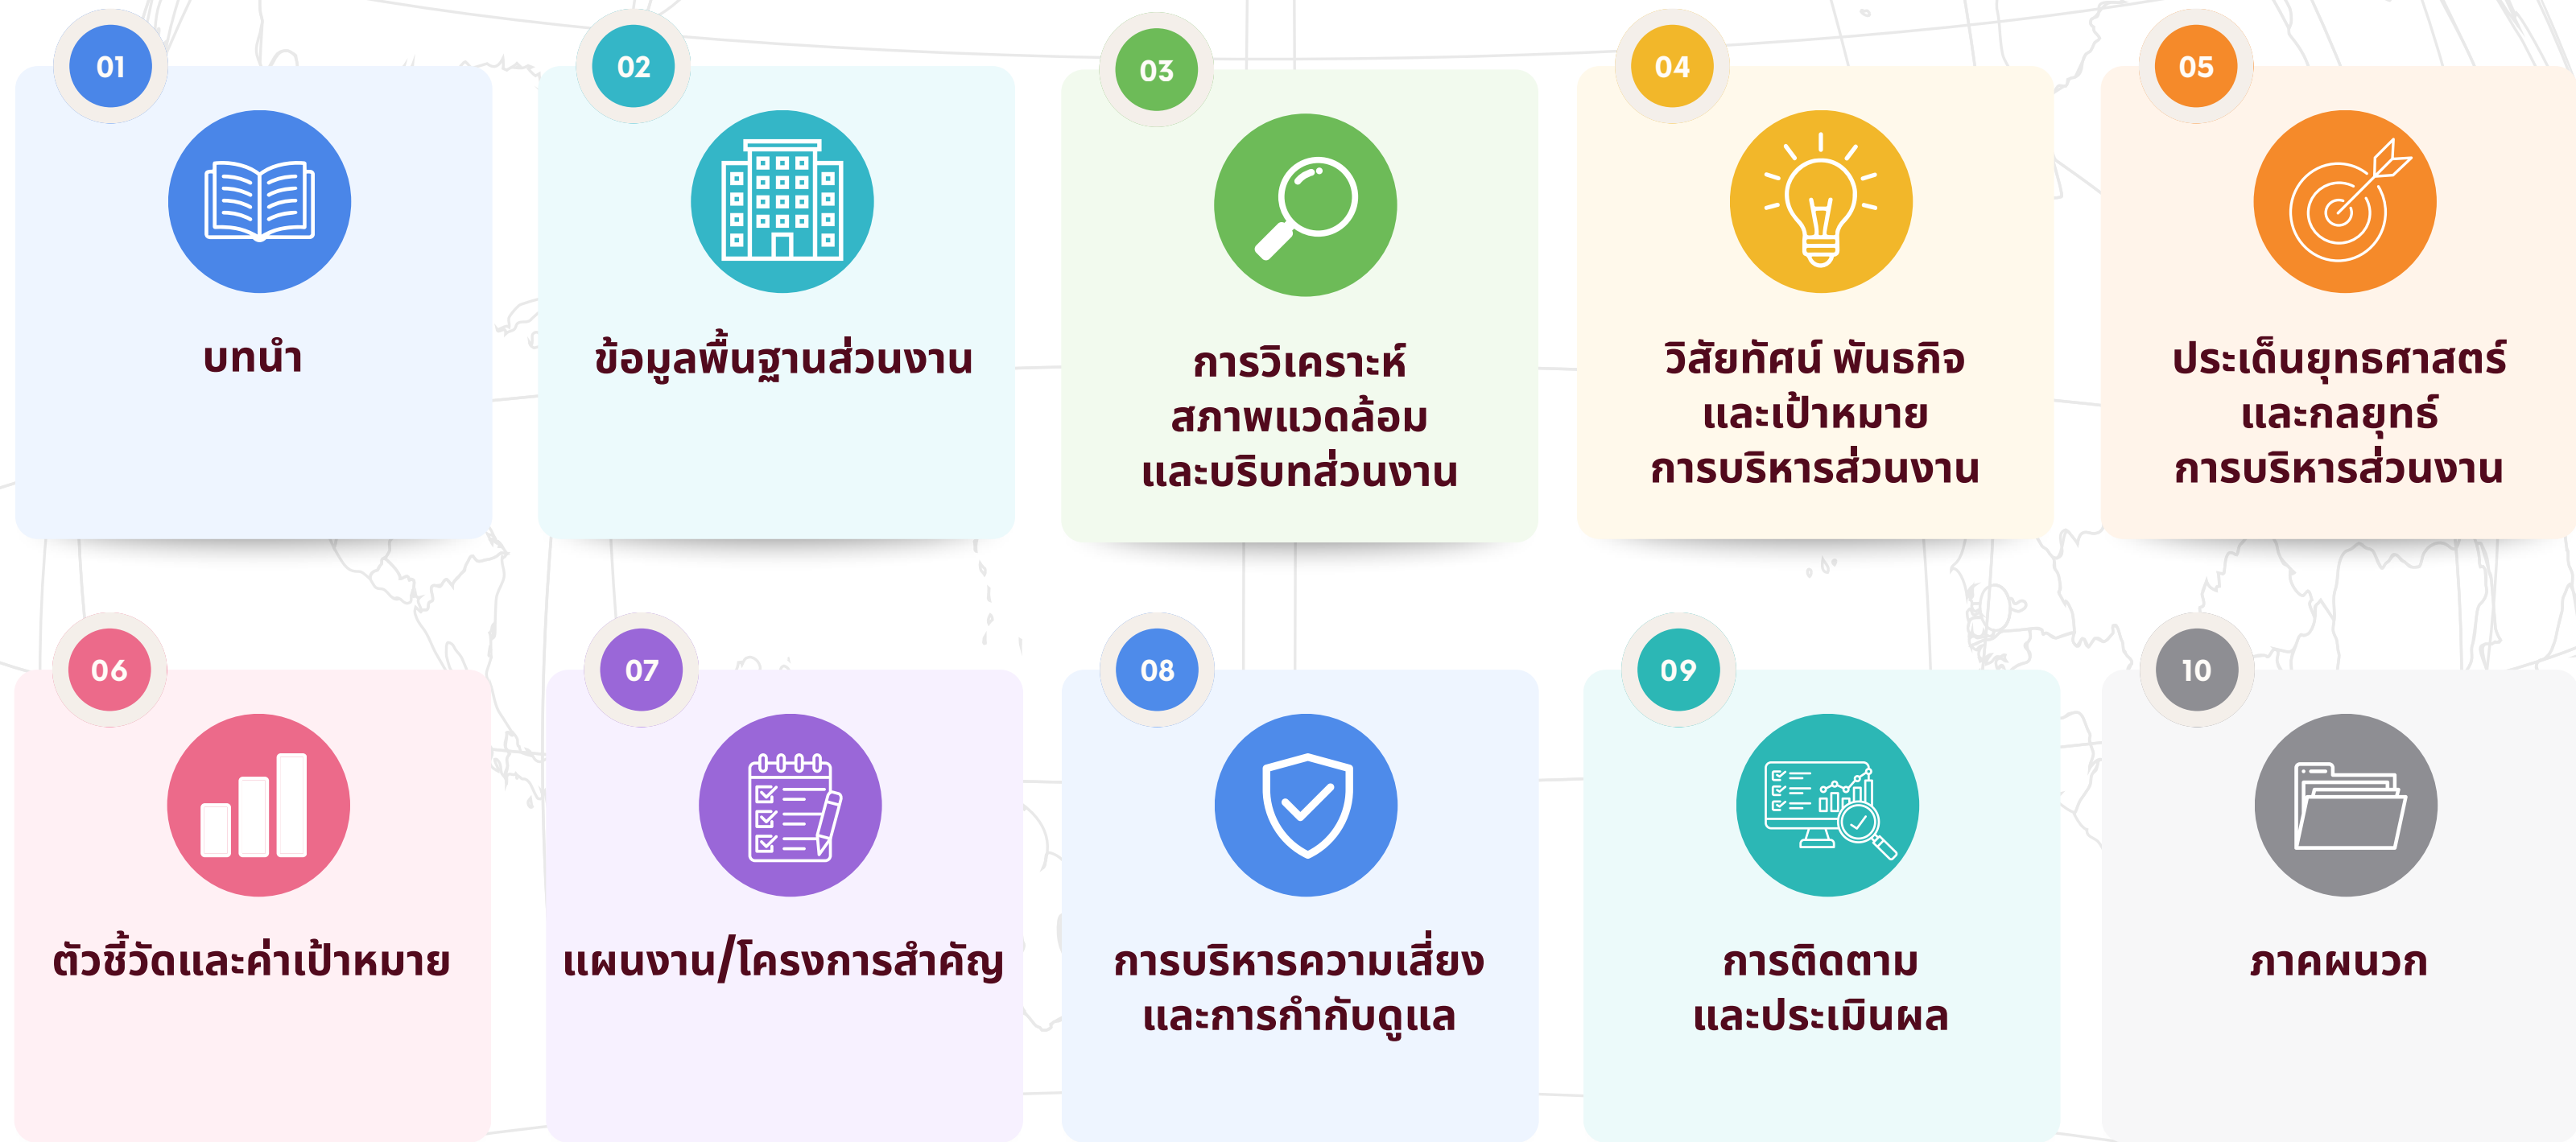 01
บทนำ
02
ข้อมูลพื้นฐานส่วนงาน
03
การวิเคราะห์
สภาพแวดล้อม
และบริบทส่วนงาน
04
วิสัยทัศน์ พันธกิจ
และเป้าหมาย
การบริหารส่วนงาน
05
ประเด็นยุทธศาสตร์
และกลยุทธ์
การบริหารส่วนงาน
06
ตัวชี้วัดและค่าเป้าหมาย
07
แผนงาน/โครงการสำคัญ
08
การบริหารความเสี่ยง
และการกำกับดูแล
09
การติดตาม
และประเมินผล
10
ภาคผนวก